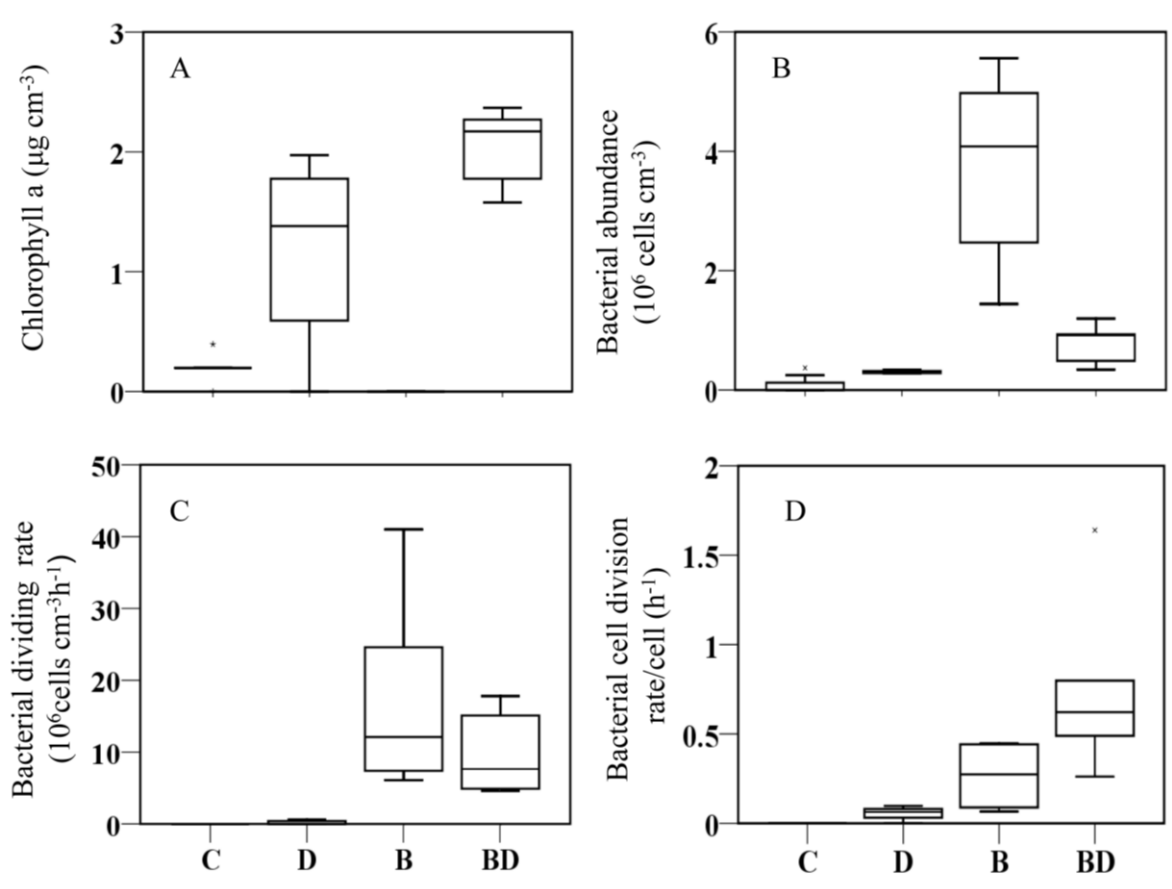 A
Chlorophyll a (µg cm-3)
3
2
1
0
B
Bacterial abundance
(10⁶ cells cm-3)
6
4
2
0
C
Bacterial dividing rate
(10⁶cells cm-3h-1)
50
40
30
20
10
0
C D B BD
D
Bacterial cell division
rate/cell (h-1)
2
1.5
1
0.5
0
C D B BD